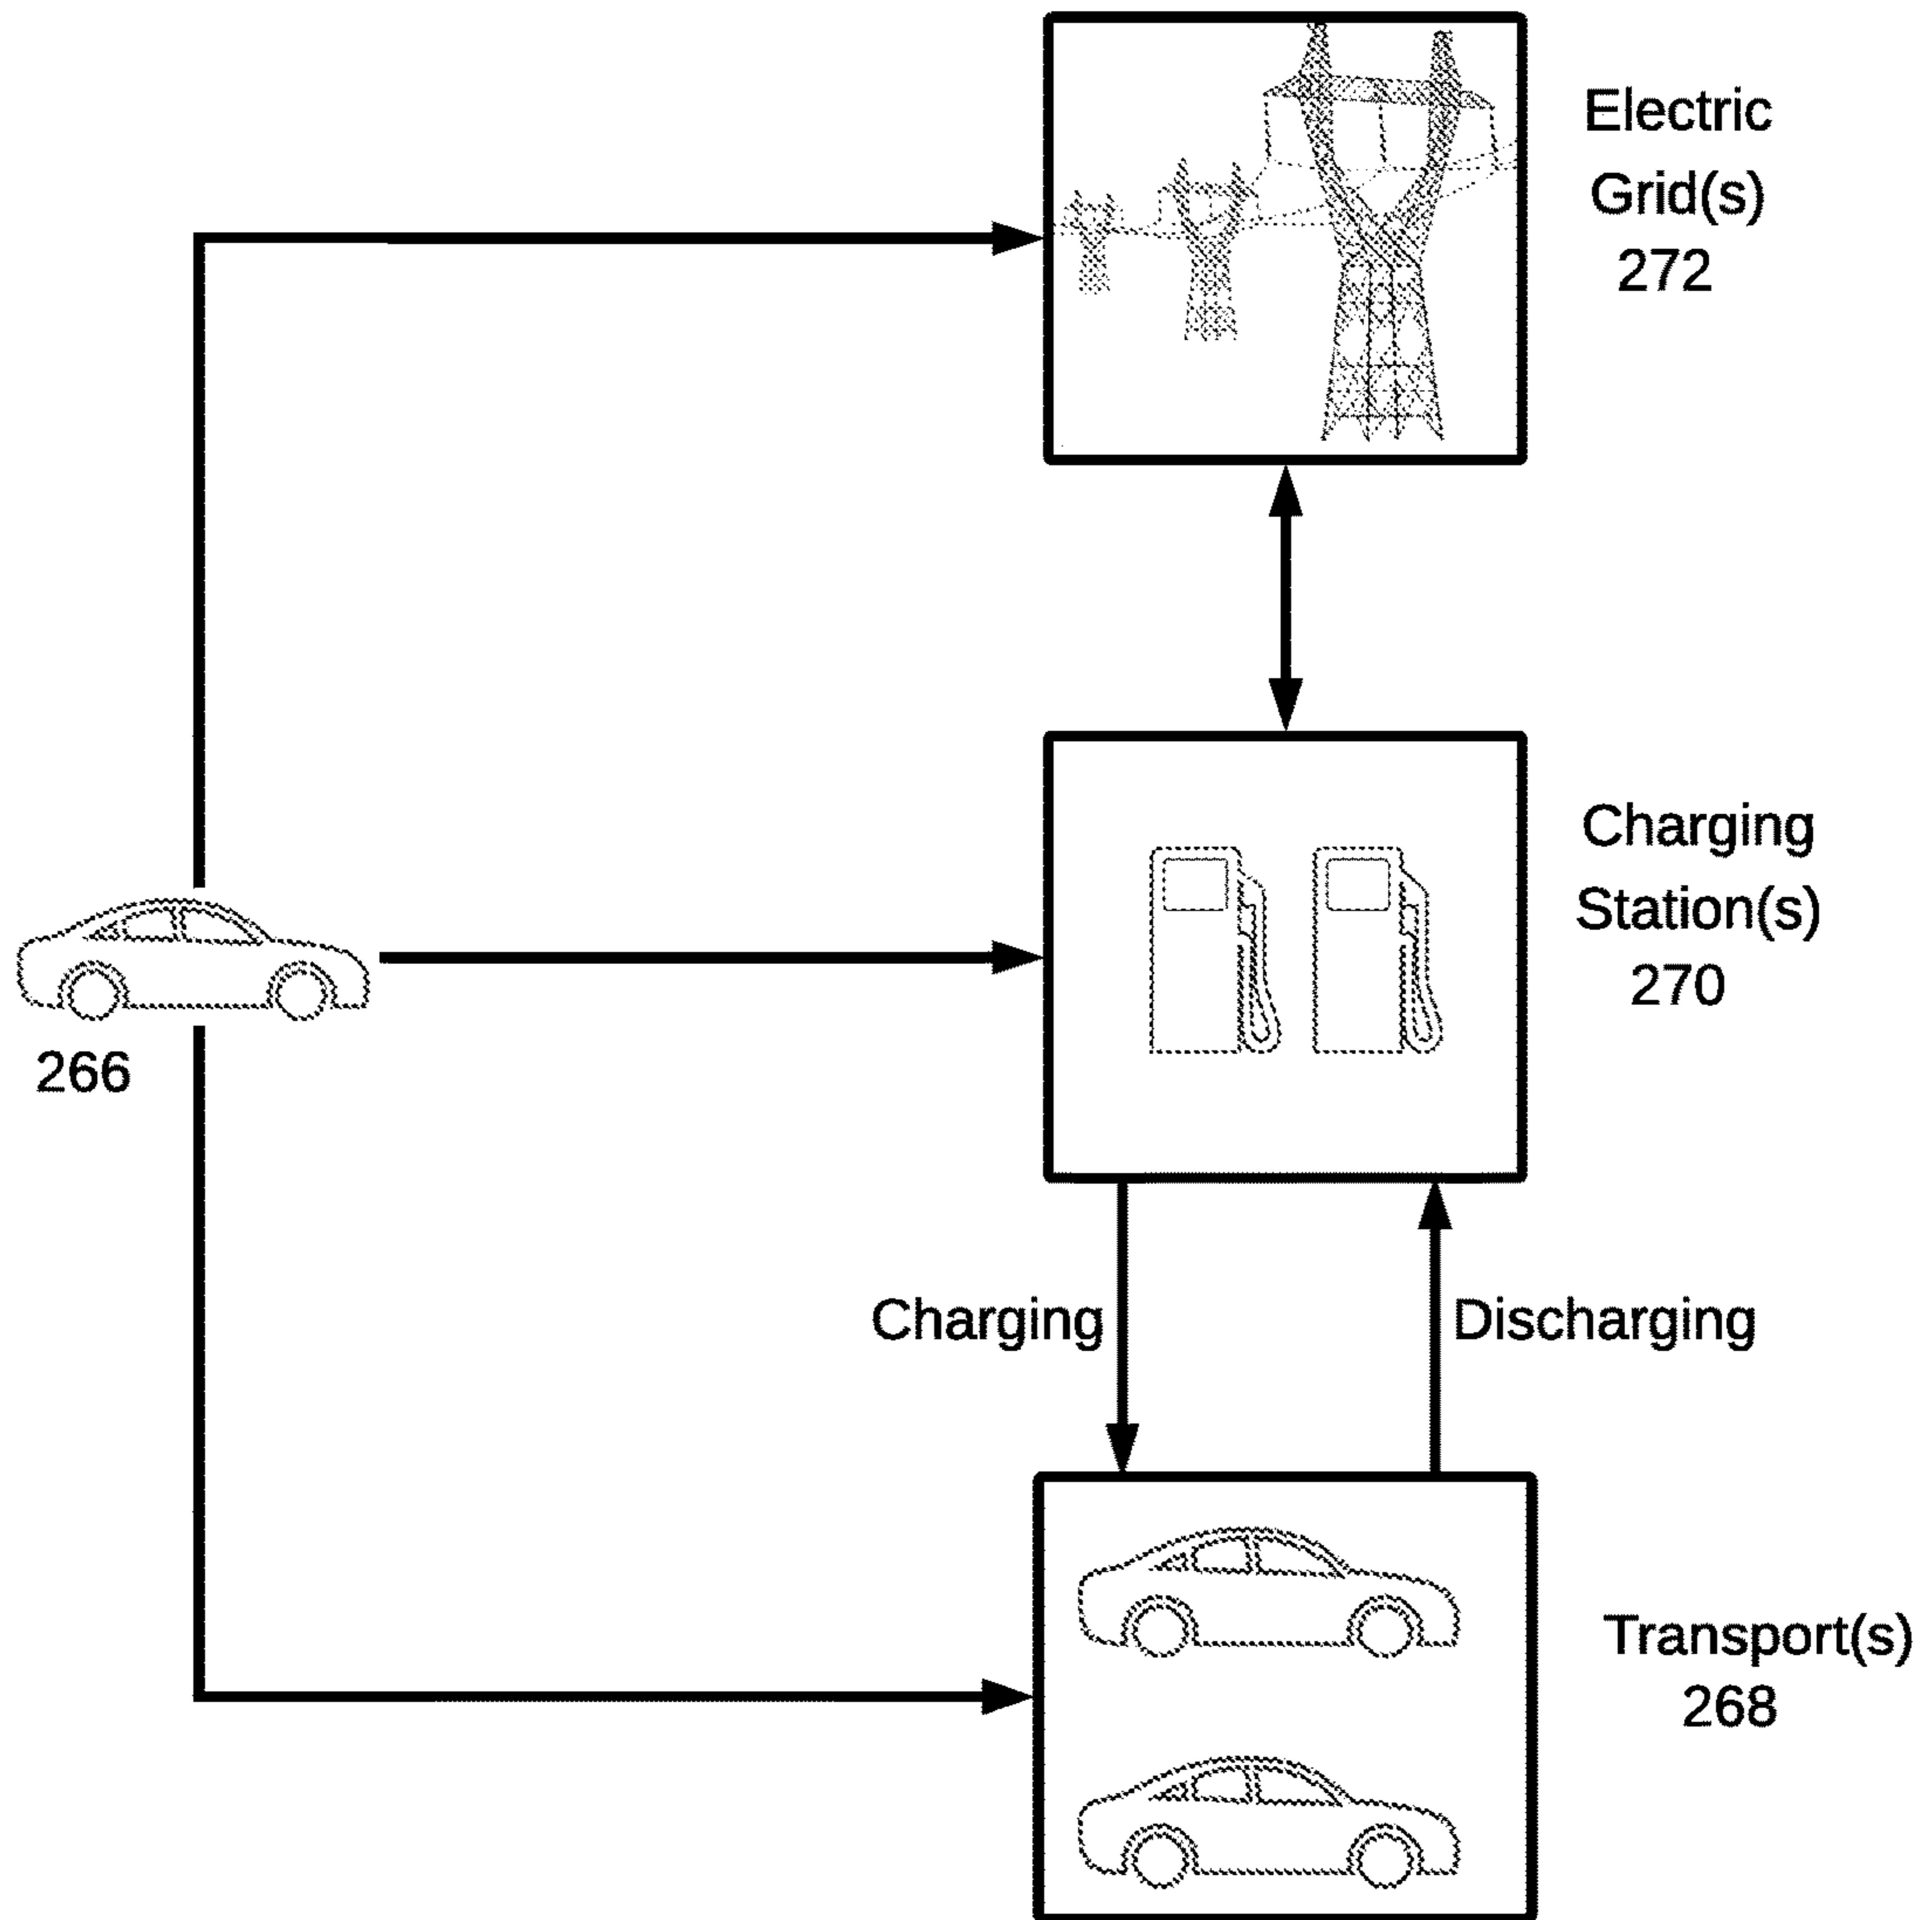 Electric
Grid(s)
272
Charging
Station(s)
270
266
Charging
Discharging
Transport(s)
268